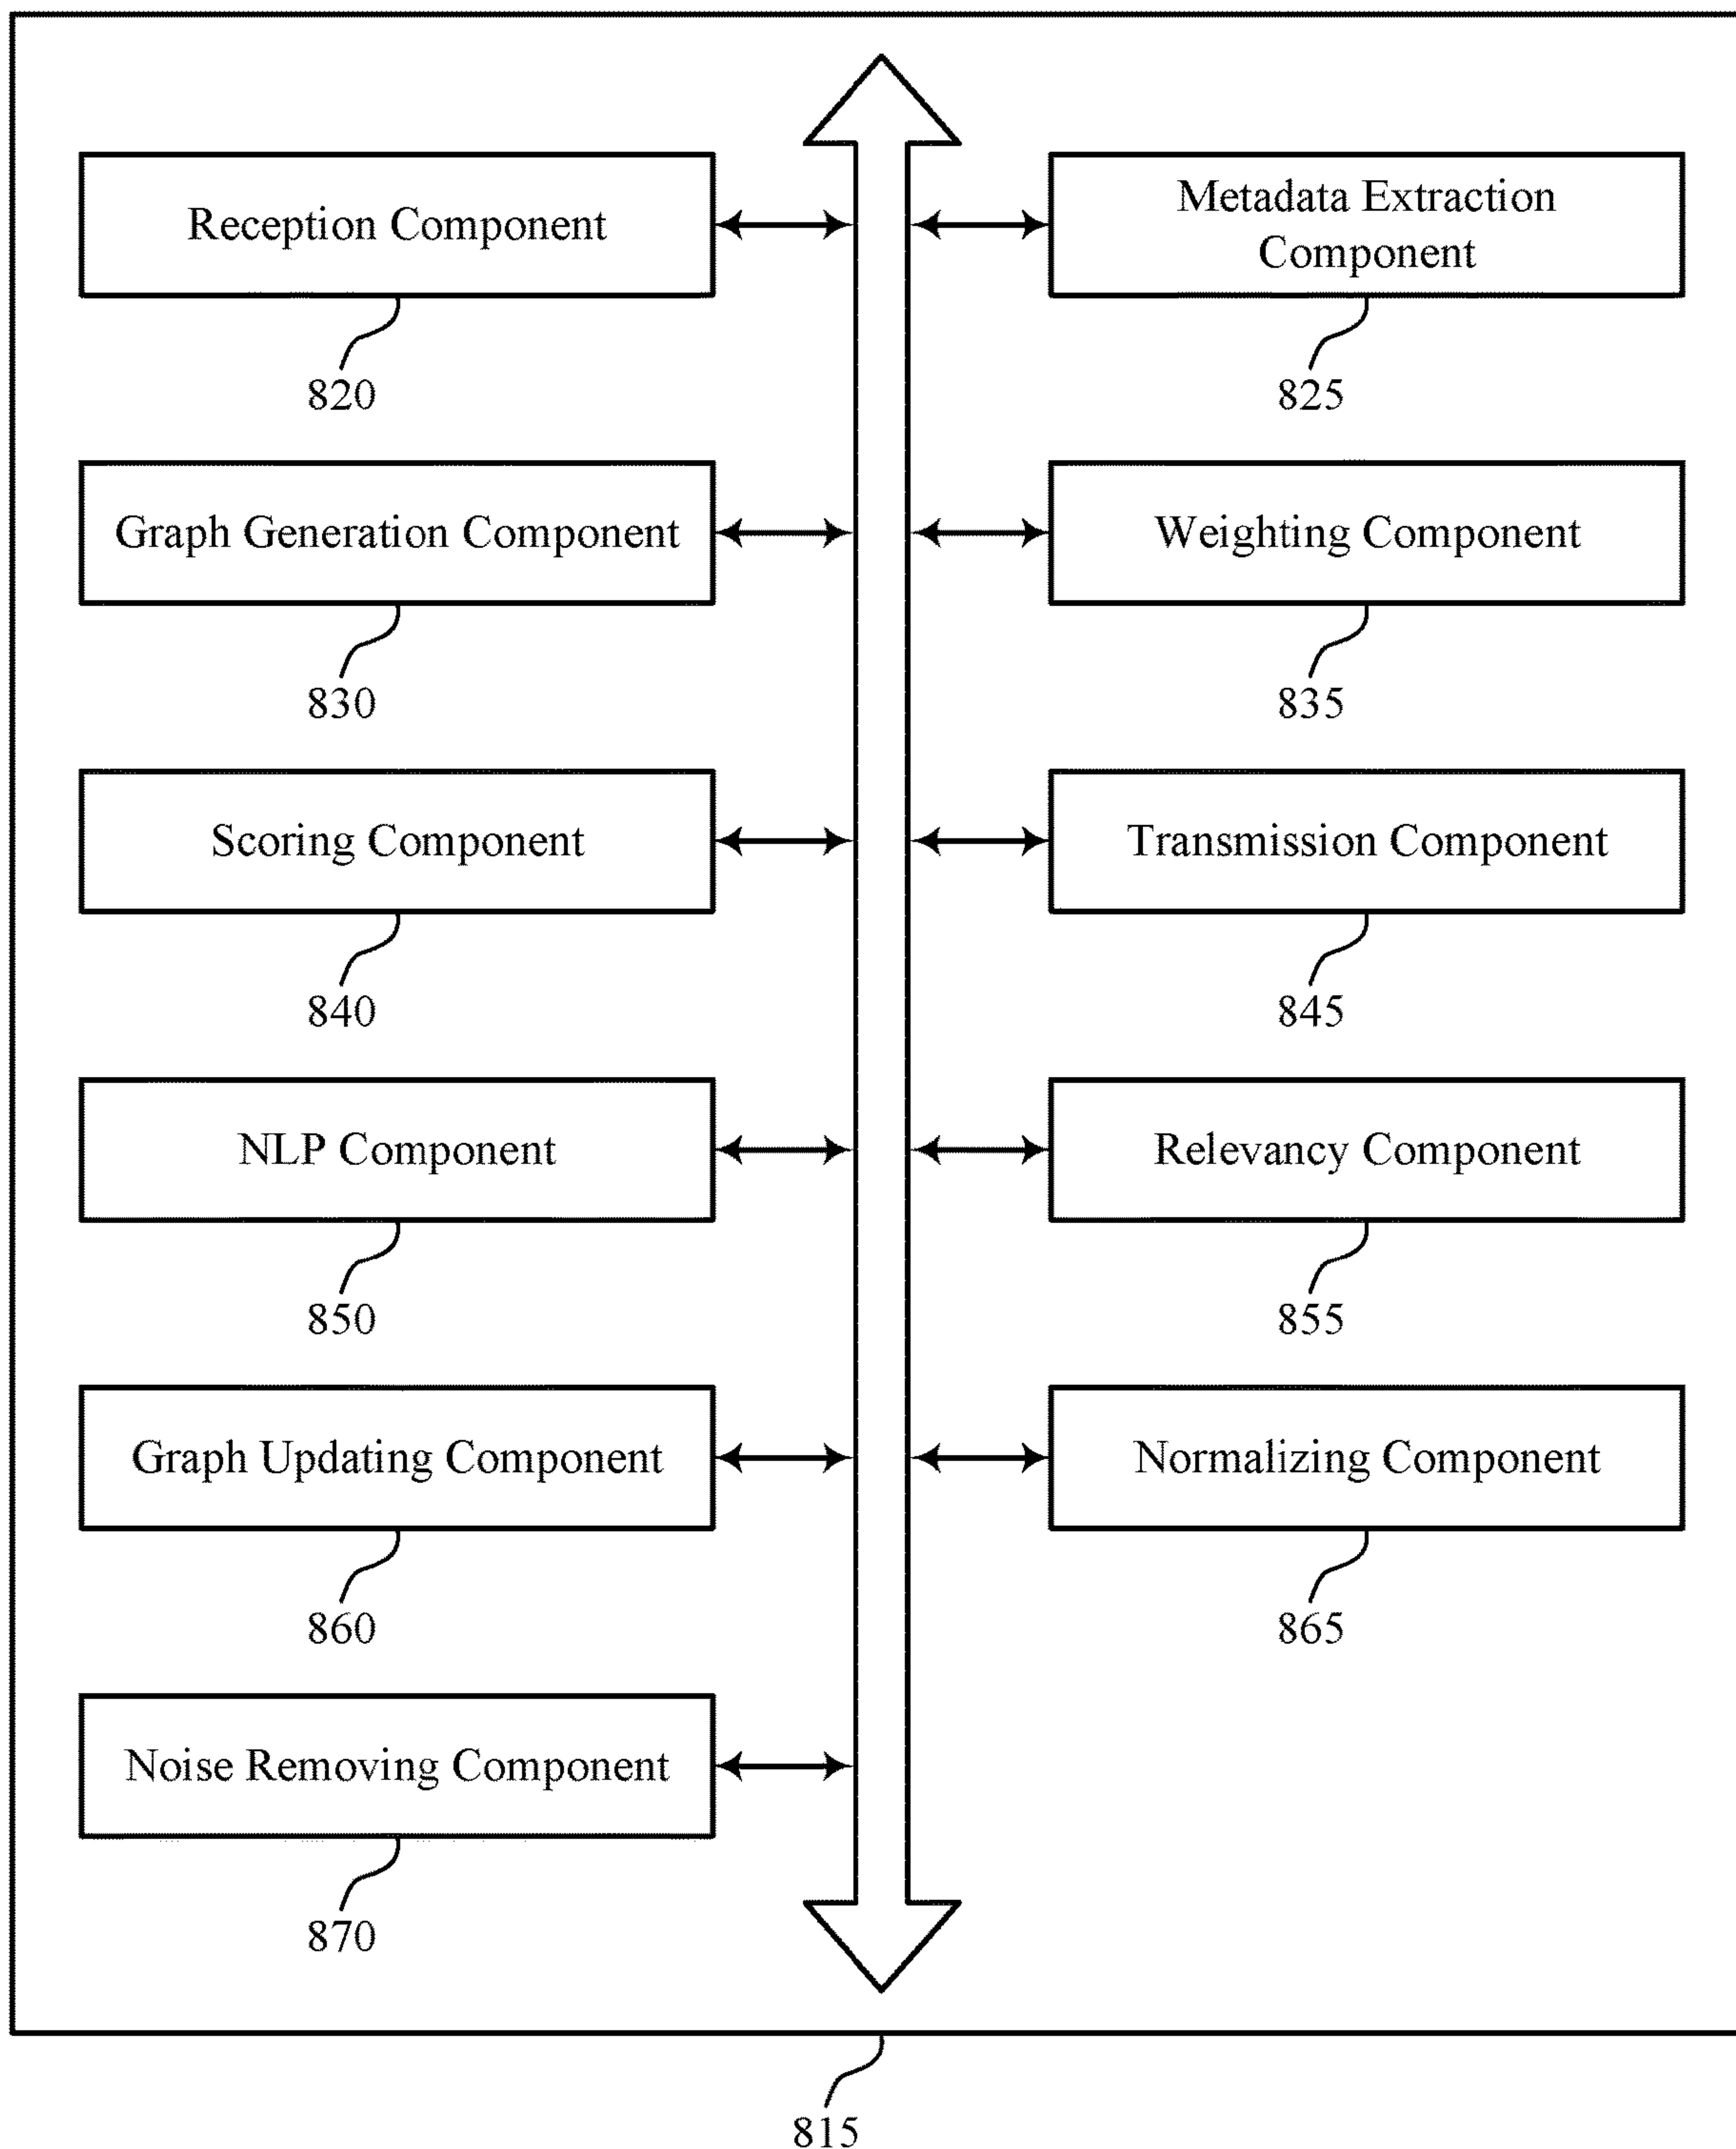 Reception Component
Metadata Extraction
Component
820
825
Graph Generation Component
Weighting Component
830
835
Scoring Component
Transmission Component
840
845
NLP Component
Relevancy Component
850
855
Graph Updating Component
Normalizing Component
860
865
Noise Removing Component
870
815